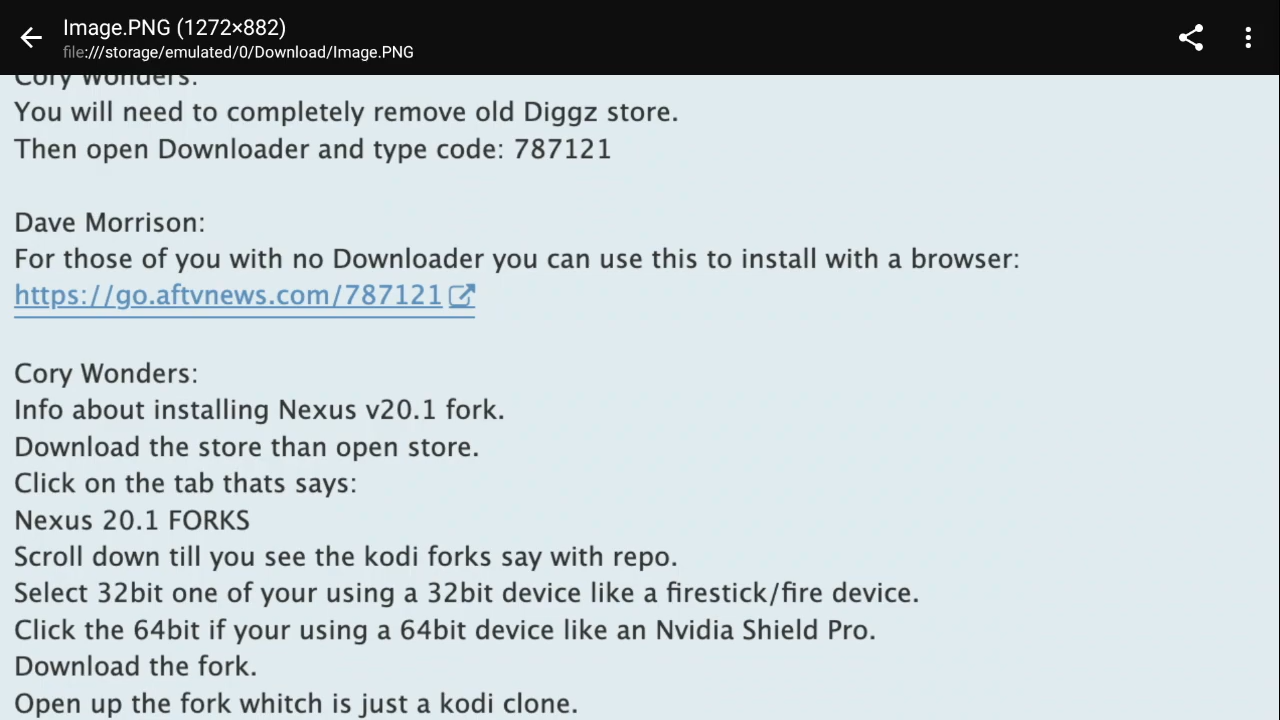 Image.PNG (1272×882)
file:///storage/emulated/0/Download/Image.PNG
Cory Wonders:
You will need to completely remove old Diggz store.
Then open Downloader and type code: 787121
Dave Morrison:
For those of you with no Downloader you can use this to install with a browser:
https://go.aftvnews.com/787121
Cory Wonders:
Info about installing Nexus v20.1 fork.
Download the store than open store.
Click on the tab thats says:
Nexus 20.1 FORKS
Scroll down till you see the kodi forks say with repo.
Select 32bit one of your using a 32bit device like a firestick/fire device.
Click the 64bit if your using a 64bit device like an Nvidia Shield Pro.
Download the fork.
Open up the fork whitch is just a kodi clone.